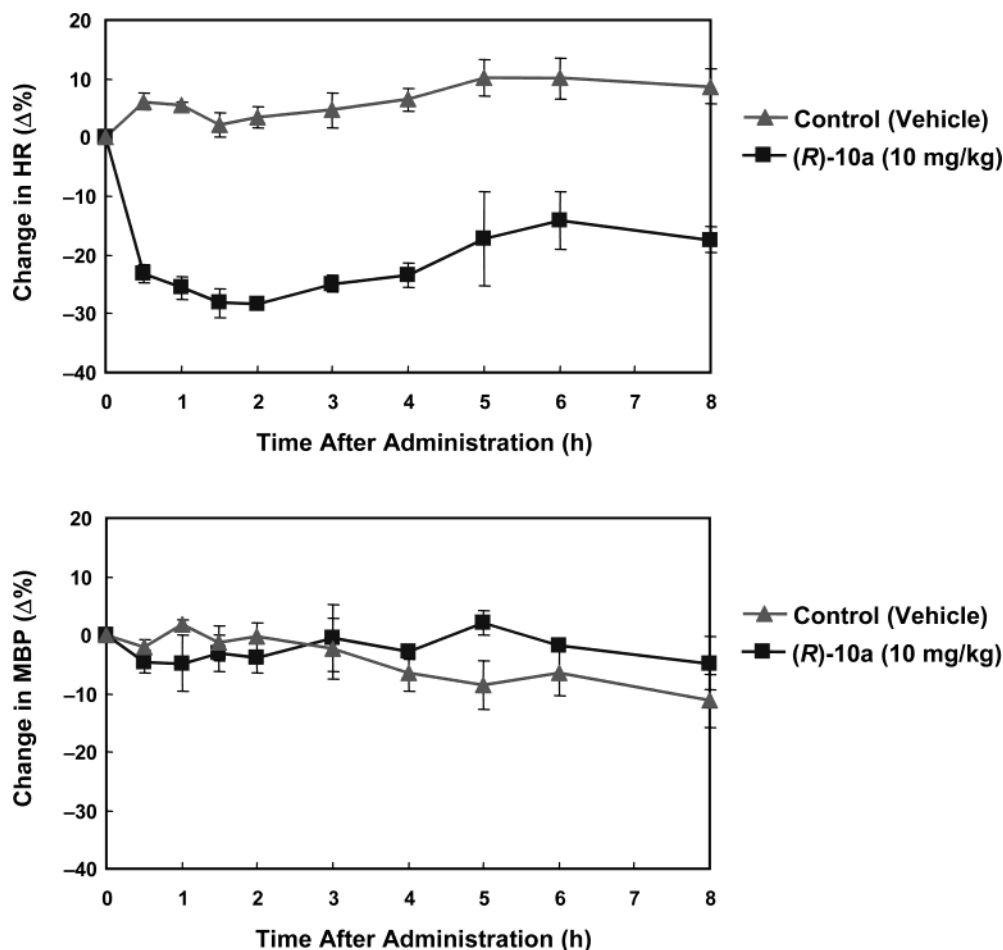 20
10
0
–10
–20
–30
–40
Change in HR (Δ%)
0 1 2 3 4 5 6 7 8
Time After Administration (h)
Control (Vehicle)
(R)-10a (10 mg/kg)
20
10
0
–10
–20
–30
–40
Change in MBP (Δ%)
0 1 2 3 4 5 6 7 8
Time After Administration (h)
Control (Vehicle)
(R)-10a (10 mg/kg)